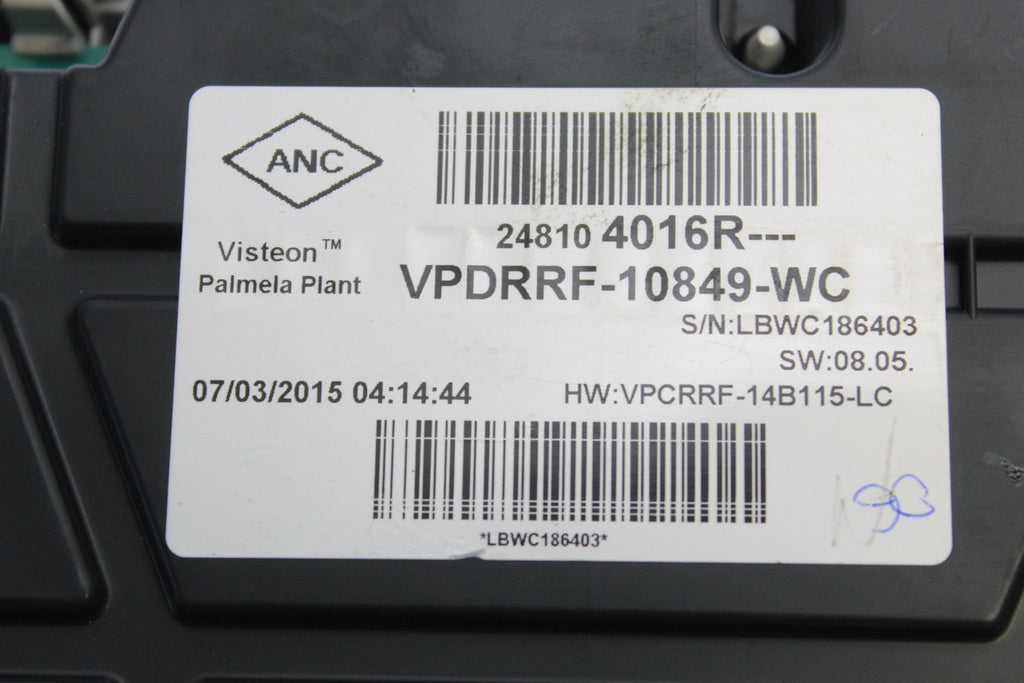 ANC
Visteon™
Palmela Plant
24810 4016R---
VPDRRF-10849-WC
S/N:LBWC186403
SW:08.05.
07/03/2015 04:14:44
HW:VPCRRF-14B115-LC
*LBWC186403*